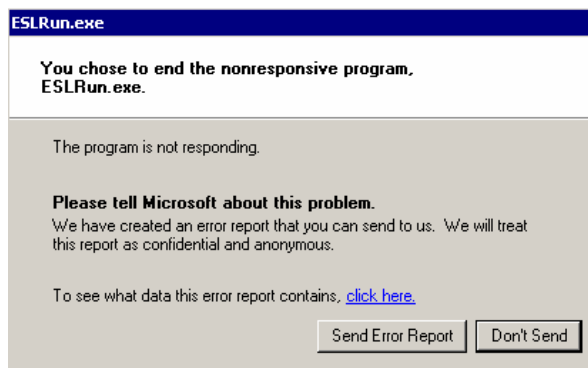 ESLRun.exe
You chose to end the nonresponsive program,
ESLRun.exe.
The program is not responding.
Please tell Microsoft about this problem.
We have created an error report that you can send to us. We will treat
this report as confidential and anonymous.
To see what data this error report contains, click here.
Send Error Report Don't Send